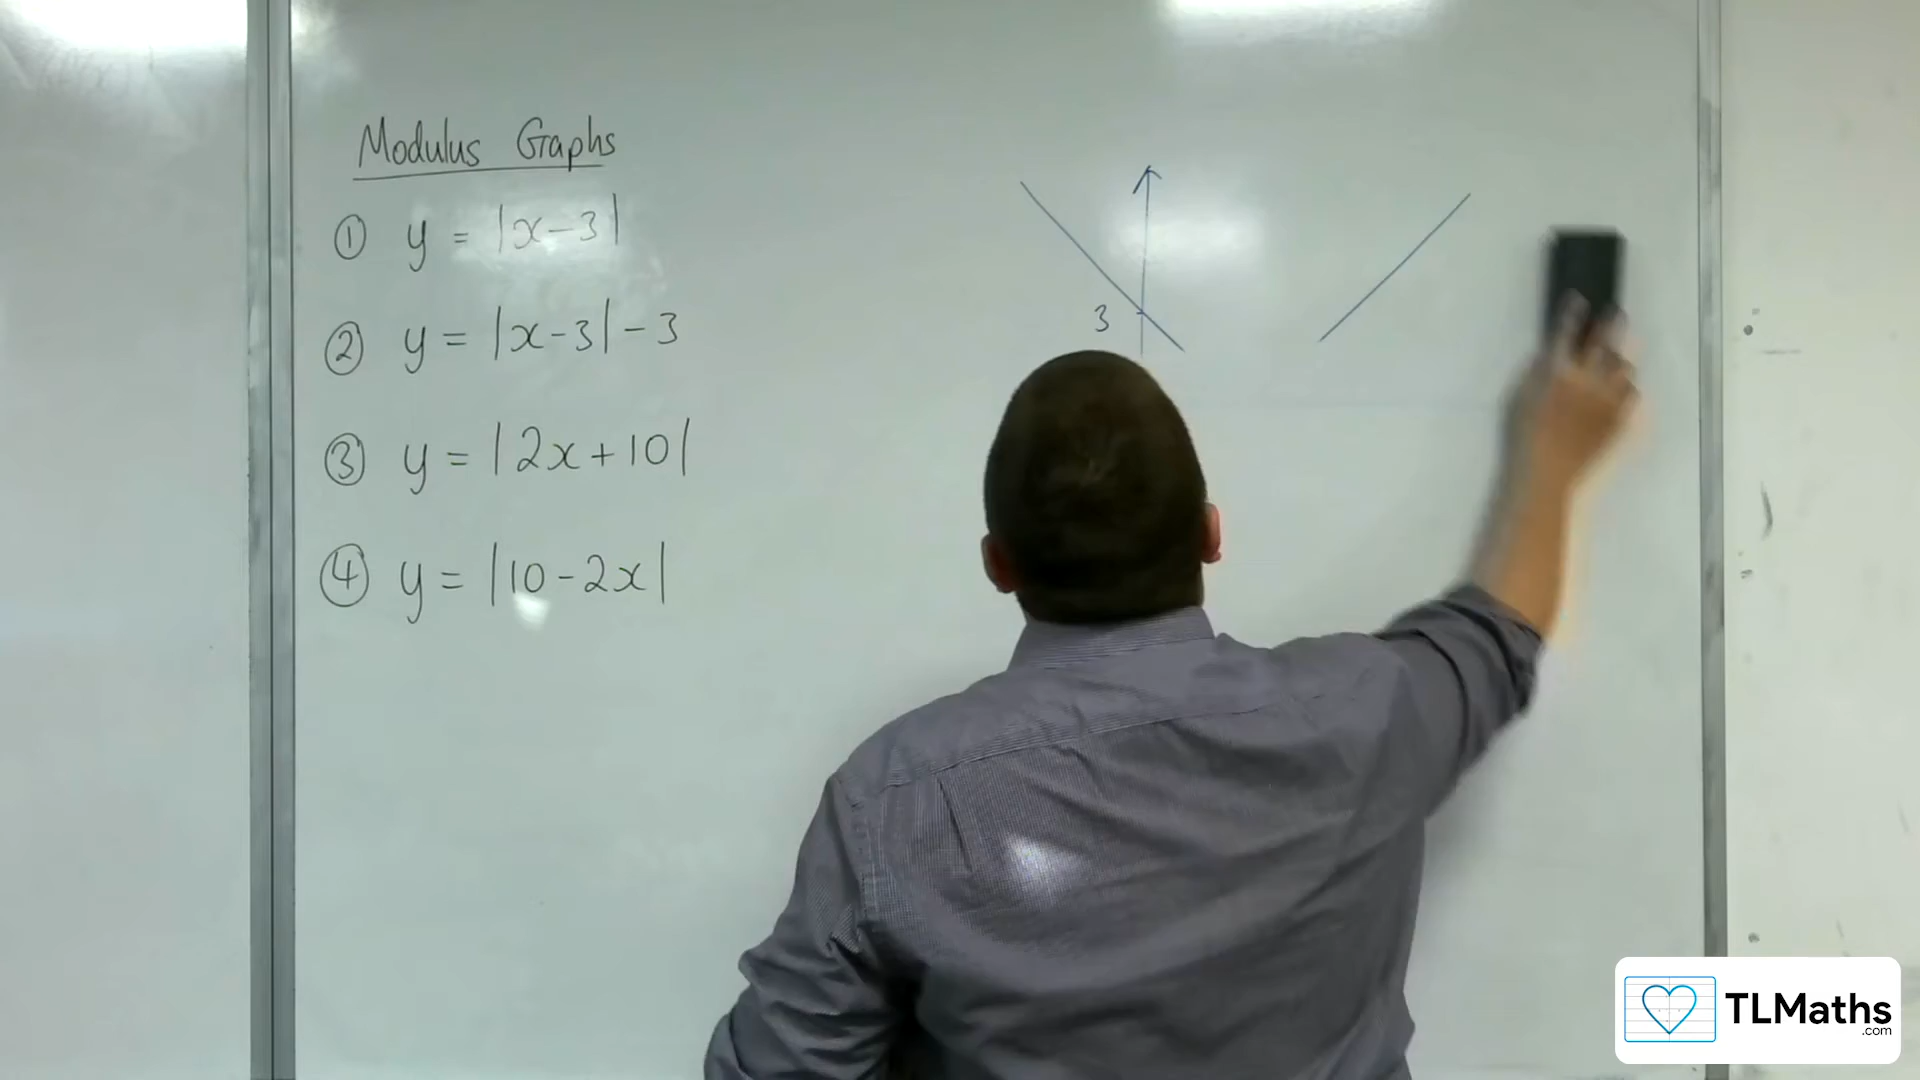 Modulus Graphs
① y = |x-3|
② y = |x-3| - 3
③ y = |2x+10|
④ y = |10-2x|
3
TLMaths
.com